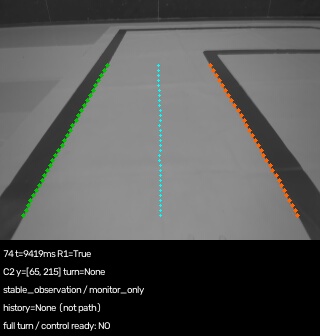 74 t=9419ms R1=True
C2 y=[65, 215] turn=None
stable_observation / monitor_only
history=None (not path)
full turn / control ready: NO